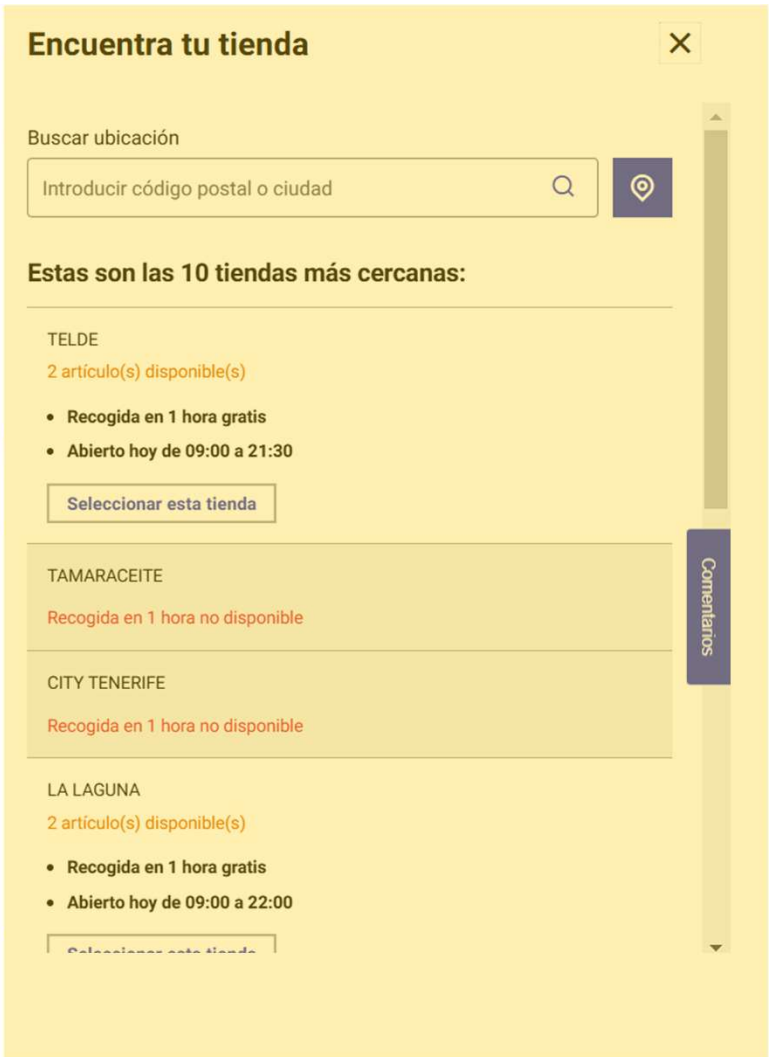 Encuentra tu tienda
Buscar ubicación
Introducir código postal o ciudad
Estas son las 10 tiendas más cercanas:
TELDE
2 artículo(s) disponible(s)
• Recogida en 1 hora gratis
• Abierto hoy de 09:00 a 21:30
Seleccionar esta tienda
TAMARACEITE
Recogida en 1 hora no disponible
Comentarios
CITY TENERIFE
Recogida en 1 hora no disponible
LA LAGUNA
2 artículo(s) disponible(s)
• Recogida en 1 hora gratis
• Abierto hoy de 09:00 a 22:00
Seleccionar esta tienda